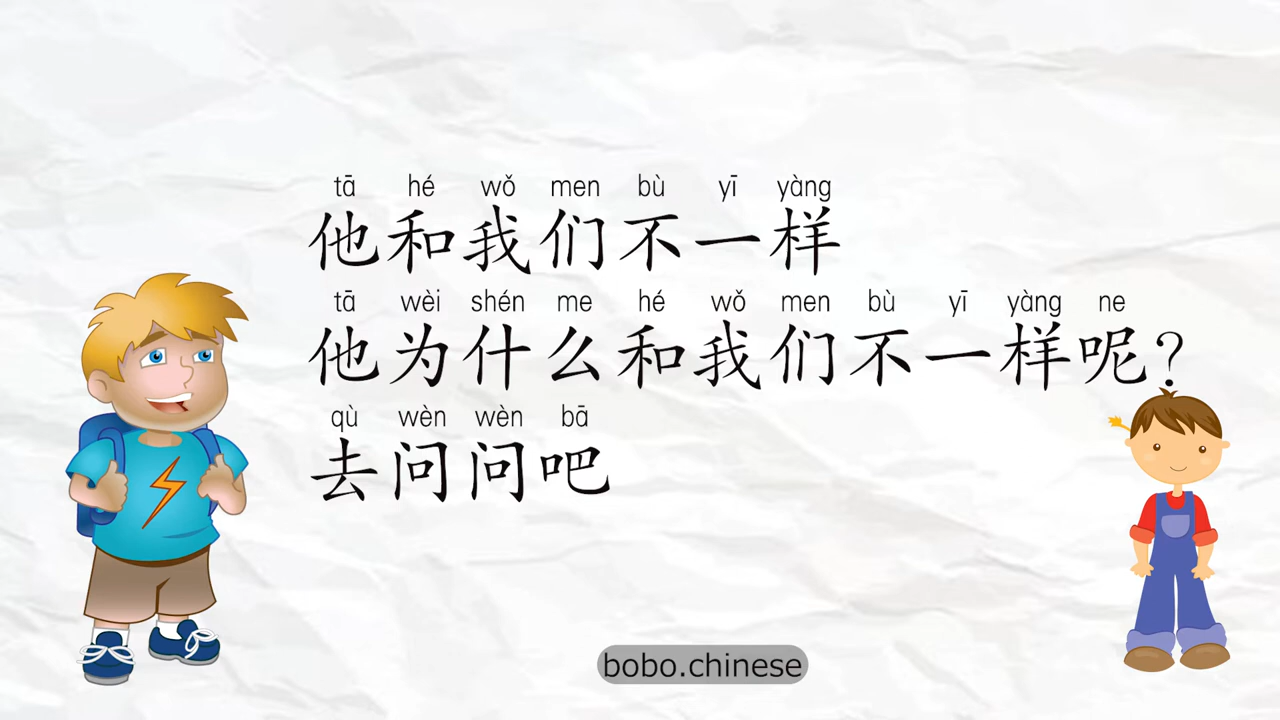 tā hé wǒ men bù yī yàng
他和我们不一样
tā wèi shén me hé wǒ men bù yī yàng ne
他为什么和我们不一样呢？
qù wèn wèn bā
去问问吧
bobo.chinese